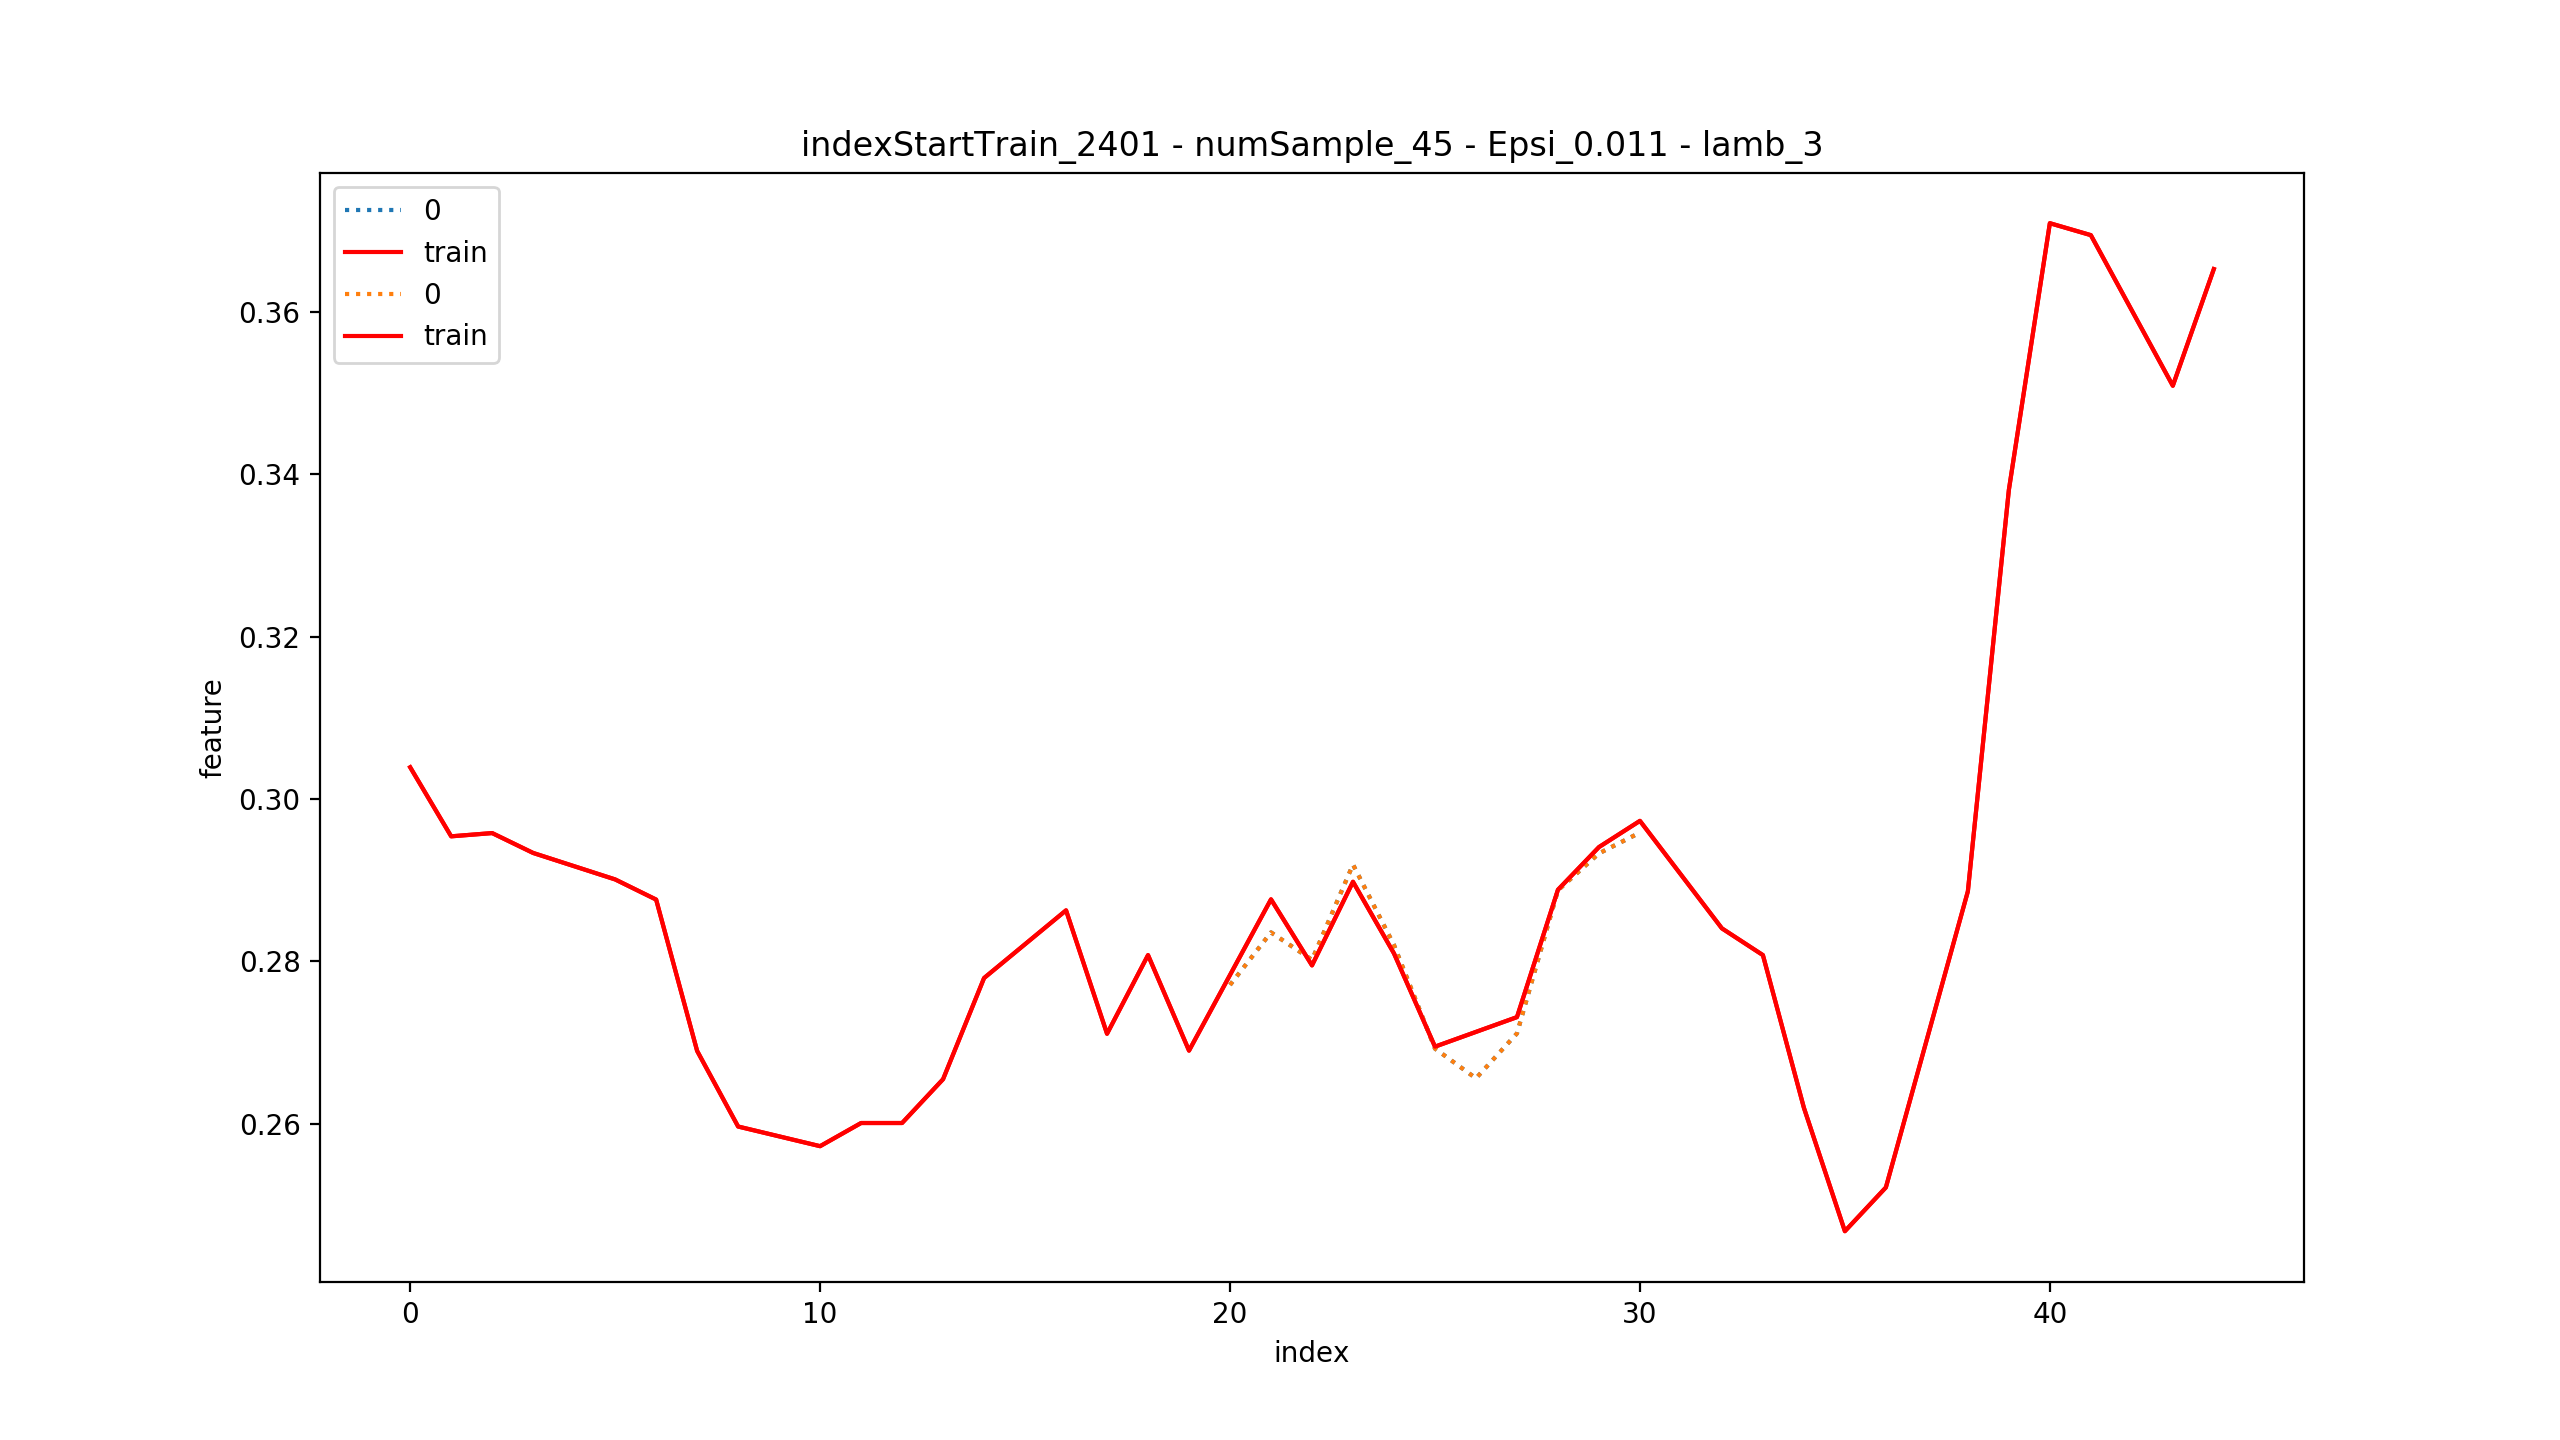 indexStartTrain_2401 - numSample_45 - Epsi_0.011 - lamb_3
0
train
0
train
0.36
0.34
0.32
0.30
0.28
0.26
feature
0 10 20 30 40
index